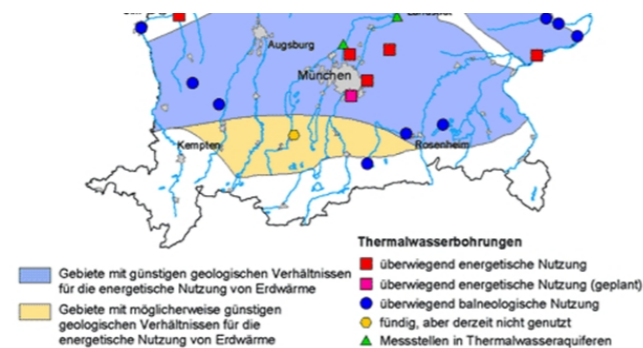 Augsburg
München
Kempten
Rosenheim
Thermalwasserbohrungen
Gebiete mit günstigen geologischen Verhältnissen
für die energetische Nutzung von Erdwärme
Gebiete mit möglicherweise günstigen
geologischen Verhältnissen für die
energetische Nutzung von Erdwärme
überwiegend energetische Nutzung
überwiegend energetische Nutzung (geplant)
überwiegend balneologische Nutzung
fündig, aber derzeit nicht genutzt
Messstellen in Thermalwasseraquiferen